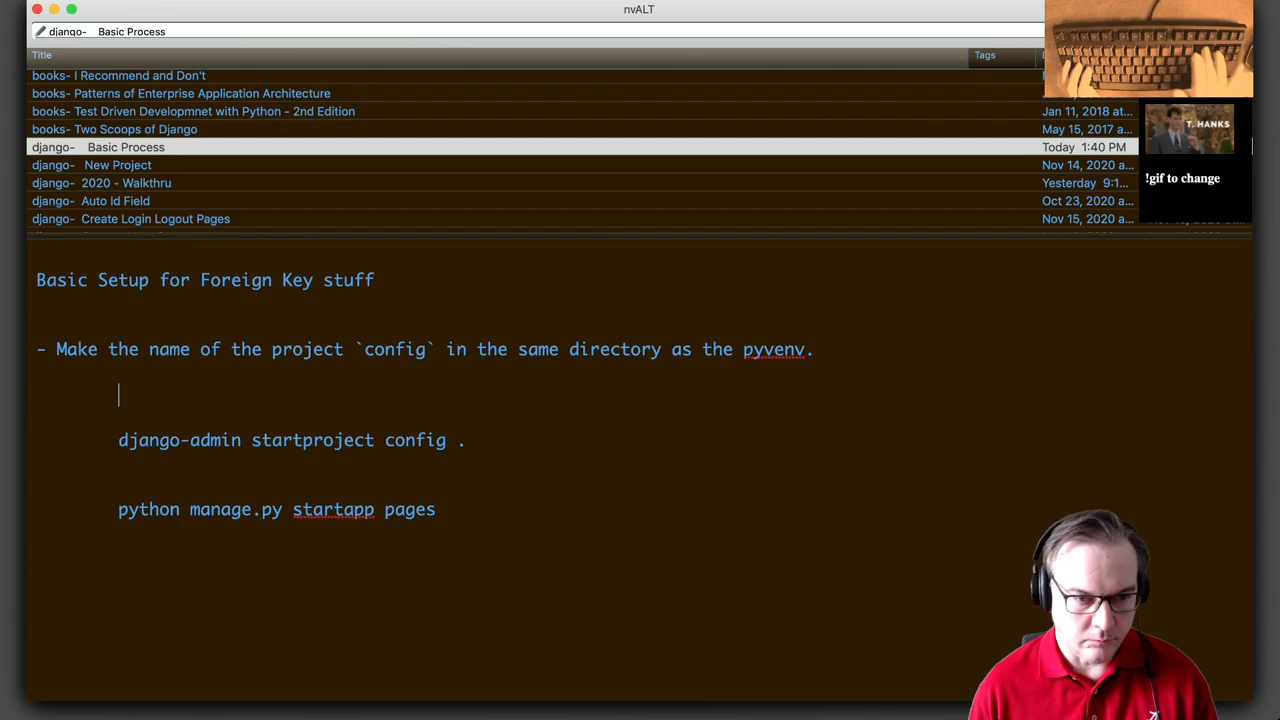 nvALT
django-   Basic Process
Title
Tags
books- I Recommend and Don't
books- Patterns of Enterprise Application Architecture
books- Test Driven Developmnet with Python - 2nd Edition
Jan 11, 2018 at...
books- Two Scoops of Django
May 15, 2017 a...
django-   Basic Process
Today  1:40 PM
django-  New Project
Nov 14, 2020 a...
django-  2020 - Walkthru
Yesterday  9:1...
django-  Auto Id Field
Oct 23, 2020 a...
django-  Create Login Logout Pages
Nov 15, 2020 a...
T. HANKS
!gif to change
Basic Setup for Foreign Key stuff
- Make the name of the project `config` in the same directory as the pyvenv.
django-admin startproject config .
python manage.py startapp pages